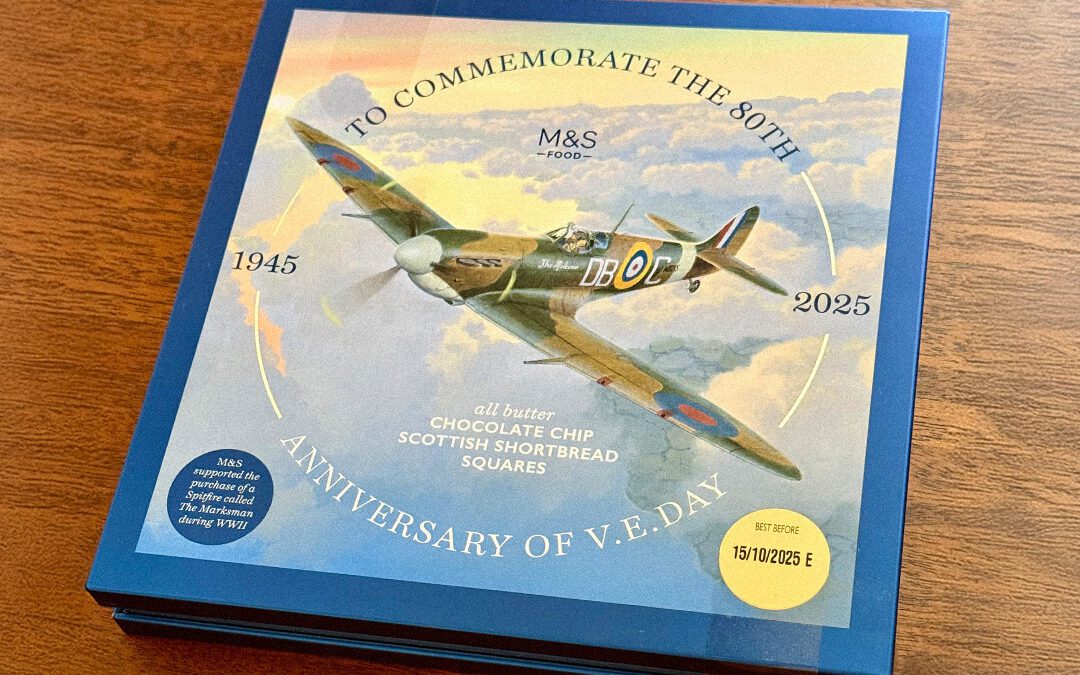 TO COMMEMORATE THE 80TH
M&S
FOOD
1945
2025
DB C
all butter
CHOCOLATE CHIP
SCOTTISH SHORTBREAD
SQUARES
ANNIVERSARY OF V.E.DAY
M&S
supported the
purchase of a
Spitfire called
The Marksman
during WWII
BEST BEFORE
15/10/2025 E